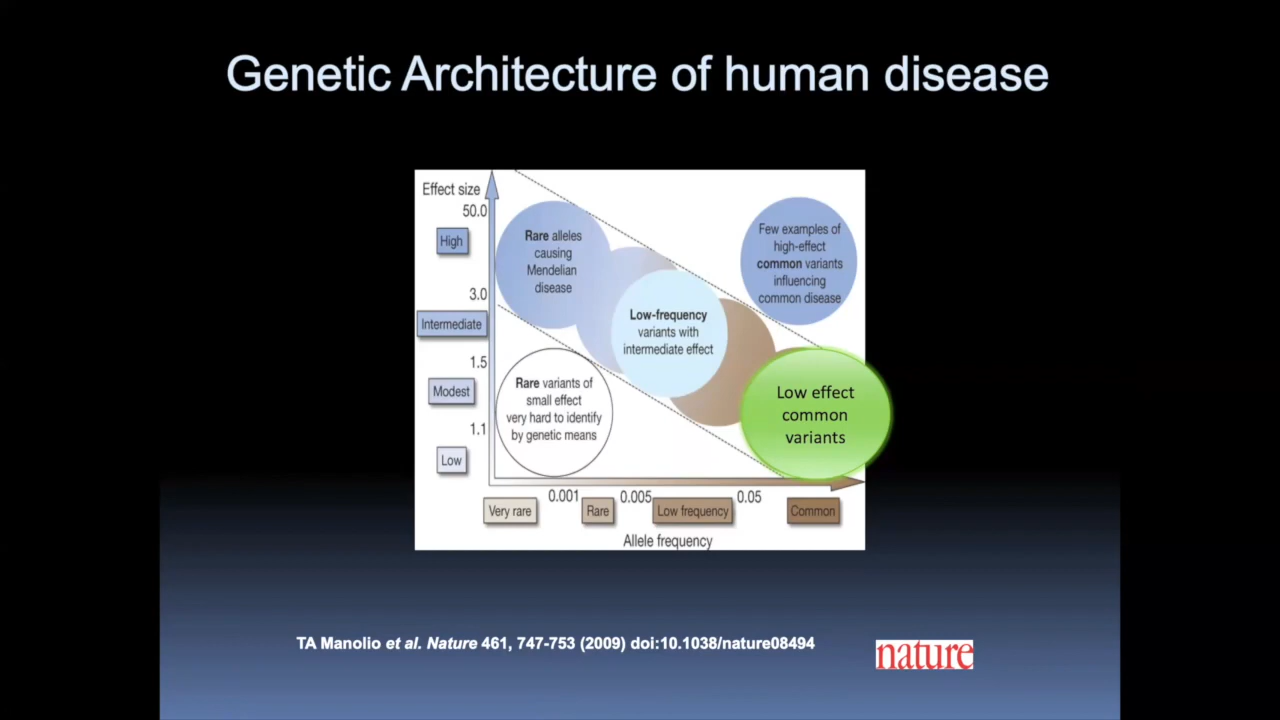 Genetic Architecture of human disease
Effect size
50.0
High
3.0
Intermediate
1.5
Modest
1.1
Low
Rare alleles
causing
Mendelian
disease
Few examples of
high-effect
common variants
influencing
common disease
Low-frequency
variants with
intermediate effect
Rare variants of
small effect
very hard to identify
by genetic means
Low effect
common
variants
0.001
0.005
0.05
Very rare
Rare
Low frequency
Common
Allele frequency
TA Manolio et al. Nature 461, 747-753 (2009) doi:10.1038/nature08494
nature